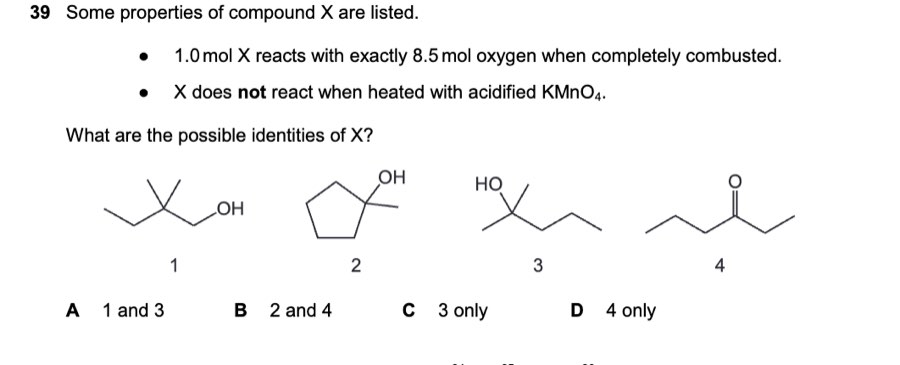 39 Some properties of compound X are listed.
• 1.0 mol X reacts with exactly 8.5 mol oxygen when completely combusted.
• X does not react when heated with acidified KMnO₄.
What are the possible identities of X?
OH OH HO O
1 2 3 4
A 1 and 3 B 2 and 4 C 3 only D 4 only